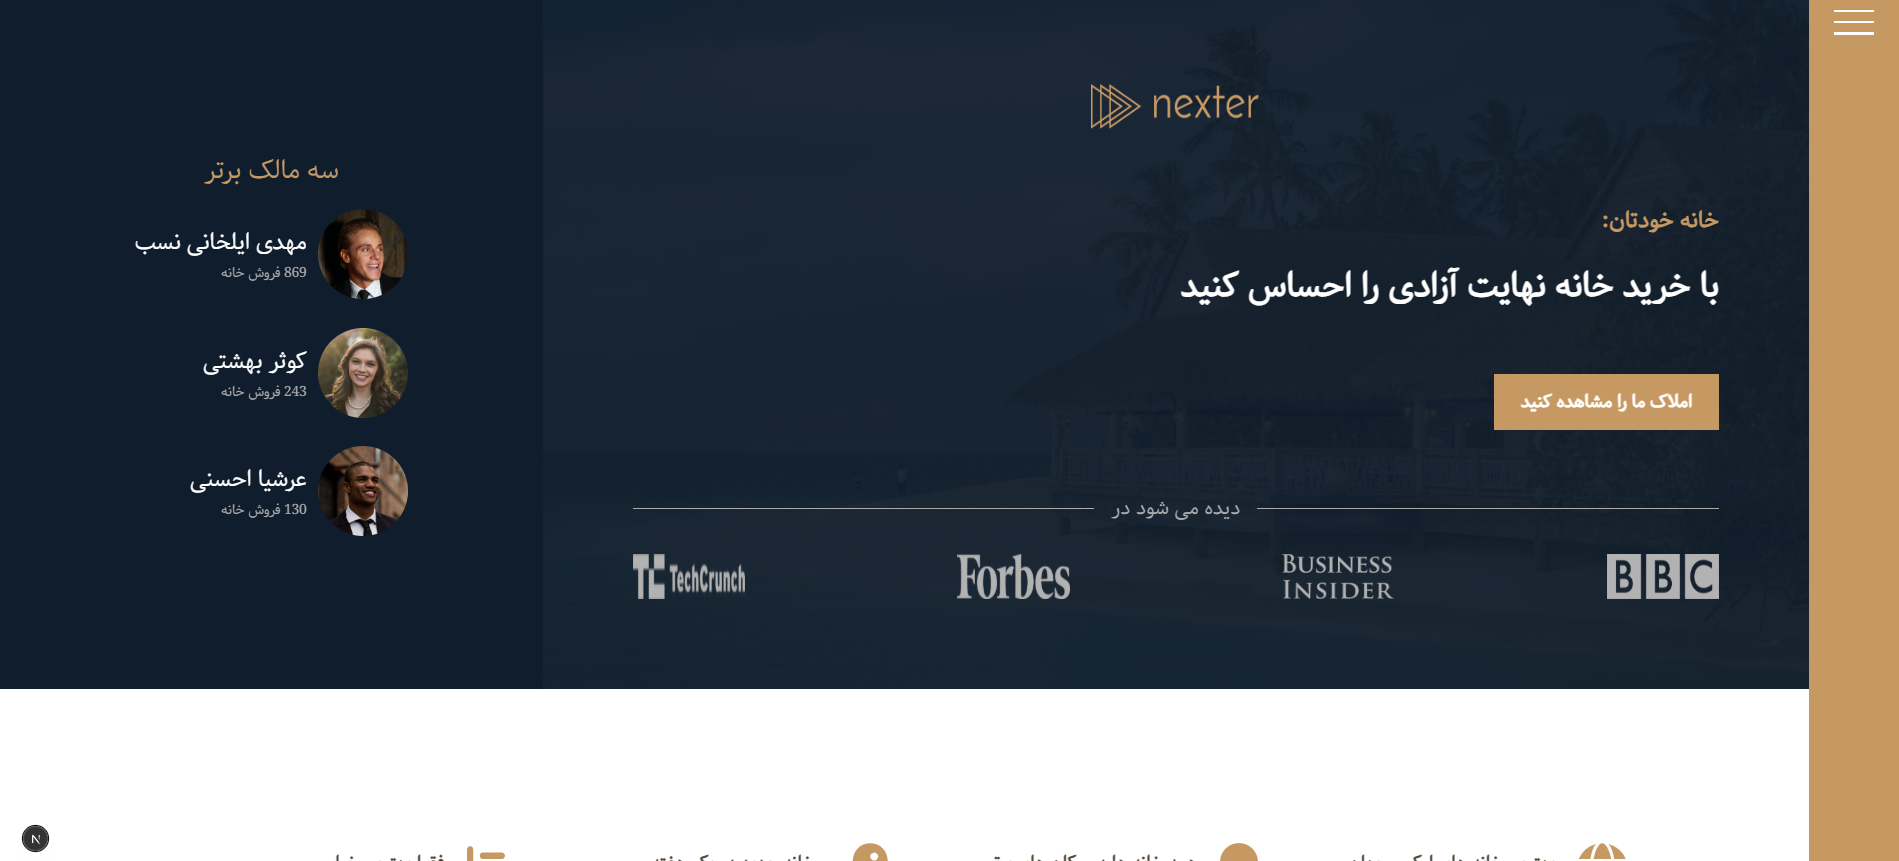 nexter
خانه خودتان:
با خرید خانه نهایت آزادی را احساس کنید
املاک ما را مشاهده کنید
دیده می شود در
BBC
BUSINESS
INSIDER
Forbes
TC TechCrunch
سه مالک برتر
مهدی ایلخانی نسب
869 فروش خانه
کوثر بهشتی
243 فروش خانه
عرشیا احسنی
130 فروش خانه
N